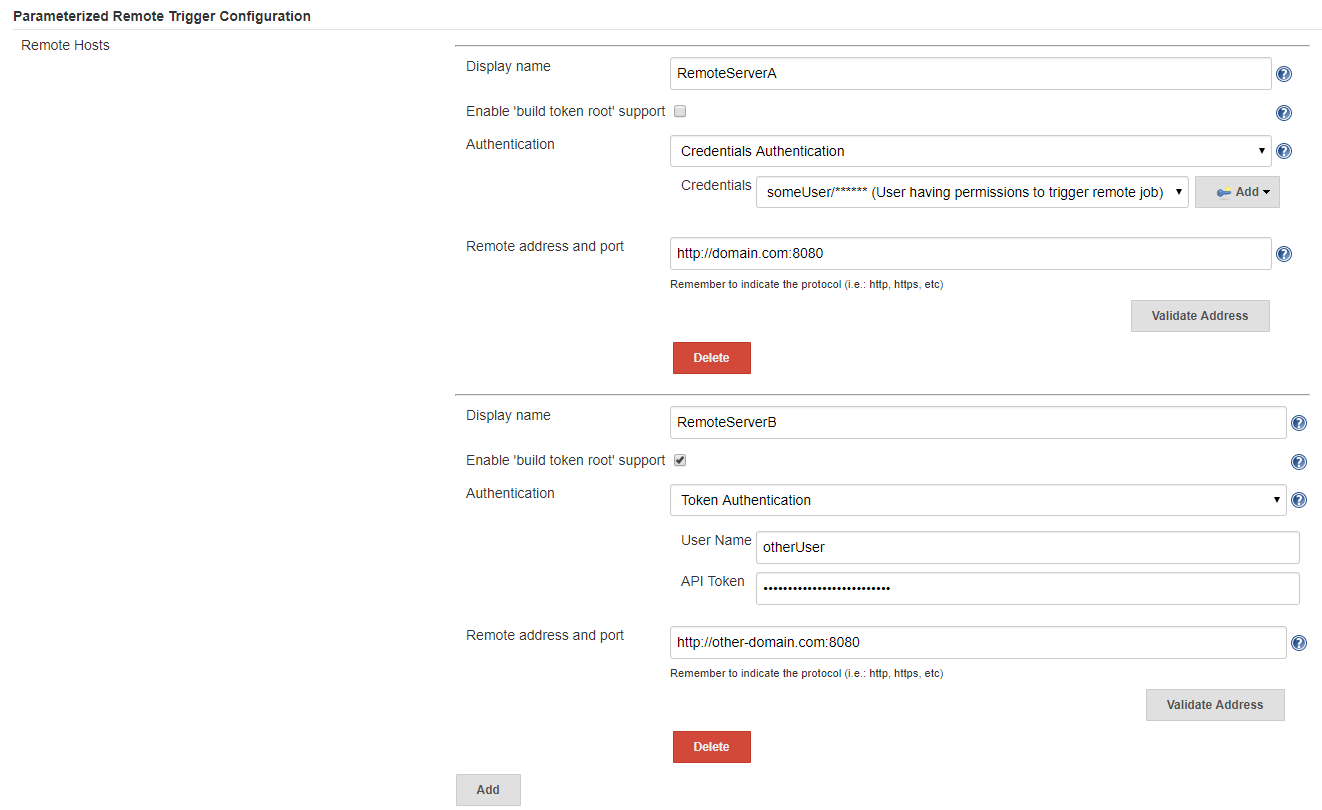 Parameterized Remote Trigger Configuration
Remote Hosts
Display name
RemoteServerA
Enable 'build token root' support
Authentication
Credentials Authentication
Credentials
someUser/****** (User having permissions to trigger remote job)
Add
Remote address and port
http://domain.com:8080
Remember to indicate the protocol (i.e.: http, https, etc)
Validate Address
Delete
Display name
RemoteServerB
Enable 'build token root' support
Authentication
Token Authentication
User Name
otherUser
API Token
••••••••••••••••••••••••••
Remote address and port
http://other-domain.com:8080
Remember to indicate the protocol (i.e.: http, https, etc)
Validate Address
Delete
Add